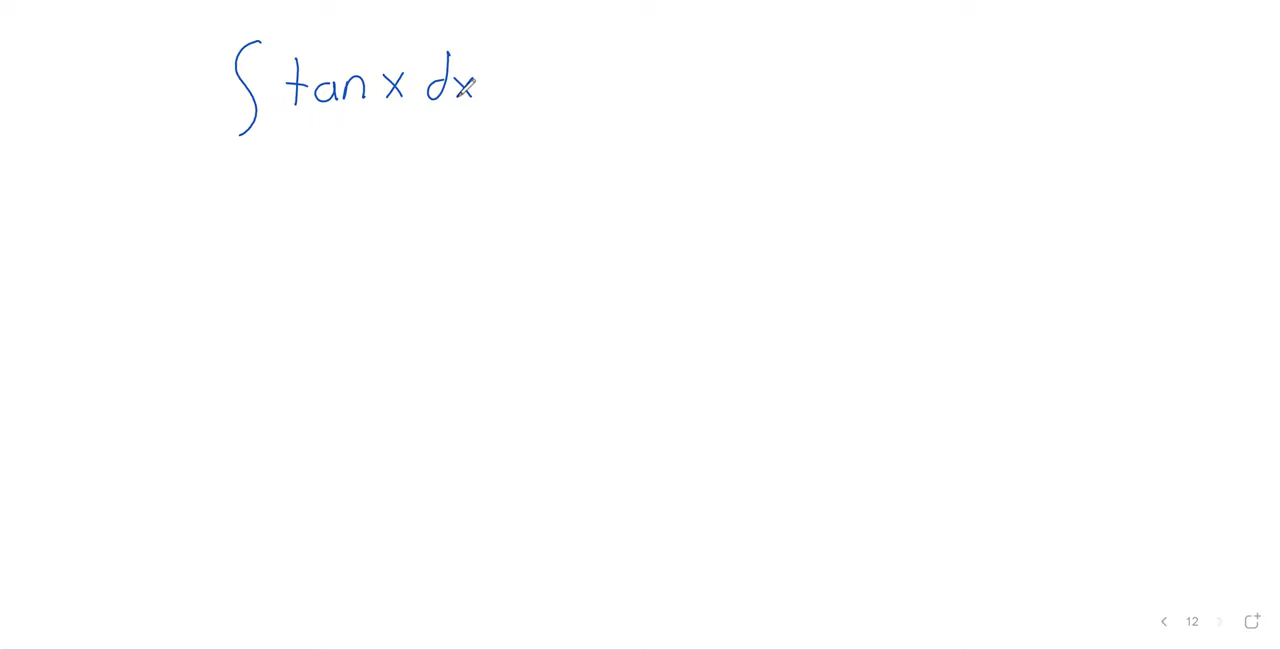 ∫ tan x dx
12